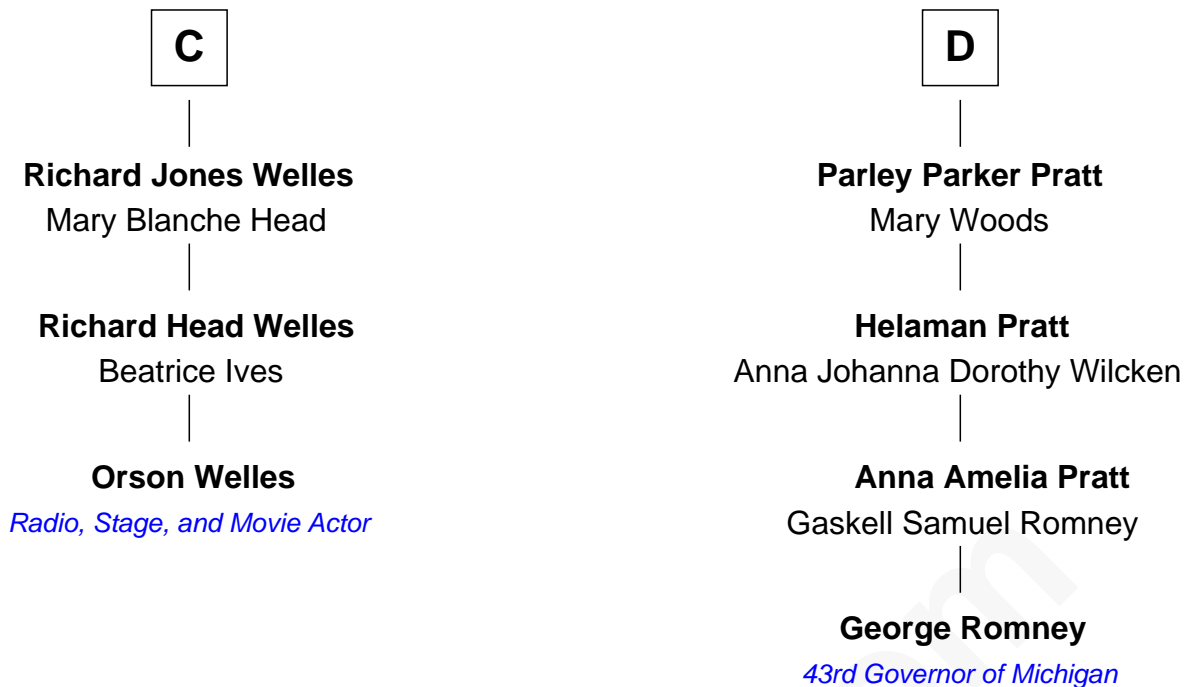 C
Richard Jones Welles
Mary Blanche Head
Richard Head Welles
Beatrice Ives
Orson Welles
Radio, Stage, and Movie Actor
D
Parley Parker Pratt
Mary Woods
Helaman Pratt
Anna Johanna Dorothy Wilcken
Anna Amelia Pratt
Gaskell Samuel Romney
George Romney
43rd Governor of Michigan